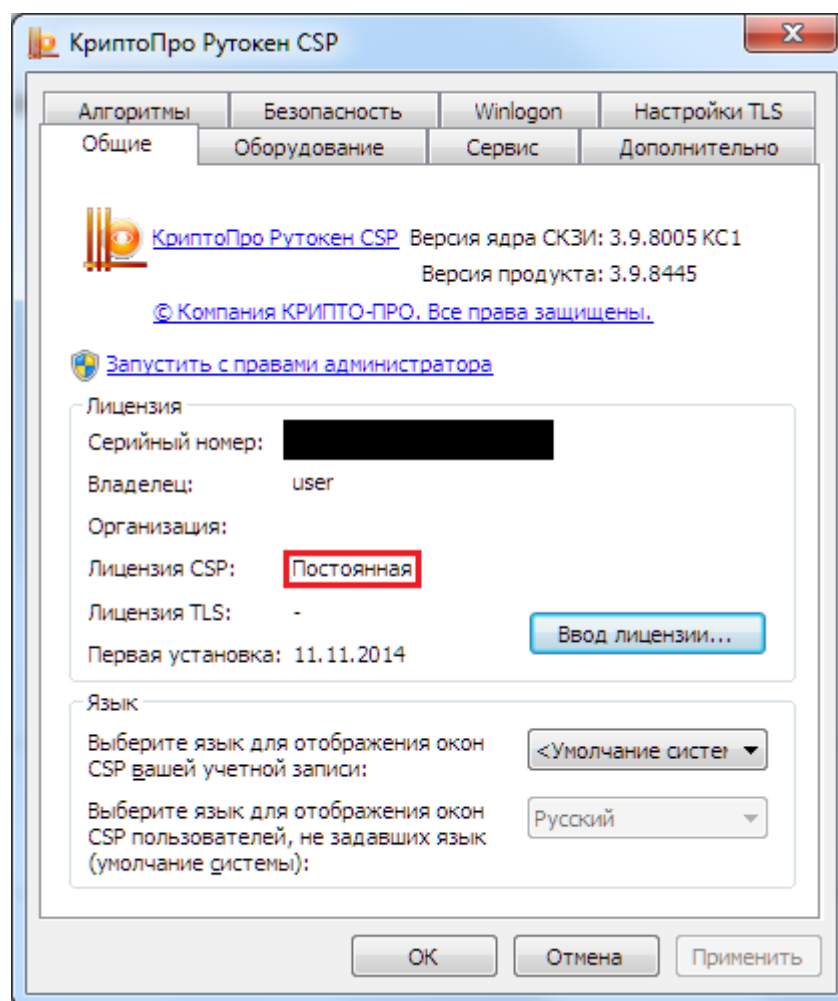 КриптоПро Рутокен CSP
Алгоритмы Безопасность Winlogon Настройки TLS
Общие Оборудование Сервис Дополнительно
КриптоПро Рутокен CSP Версия ядра СКЗИ: 3.9.8005 КС1
Версия продукта: 3.9.8445
© Компания КРИПТО-ПРО. Все права защищены.
Запустить с правами администратора
Лицензия
Серийный номер:
Владелец: user
Организация:
Лицензия CSP: Постоянная
Лицензия TLS: -
Ввод лицензии...
Первая установка: 11.11.2014
Язык
Выберите язык для отображения окон
CSP вашей учетной записи:
<Умолчание систе
Выберите язык для отображения окон
CSP пользователей, не задавших язык
(умолчание системы):
Русский
ОК Отмена Применить